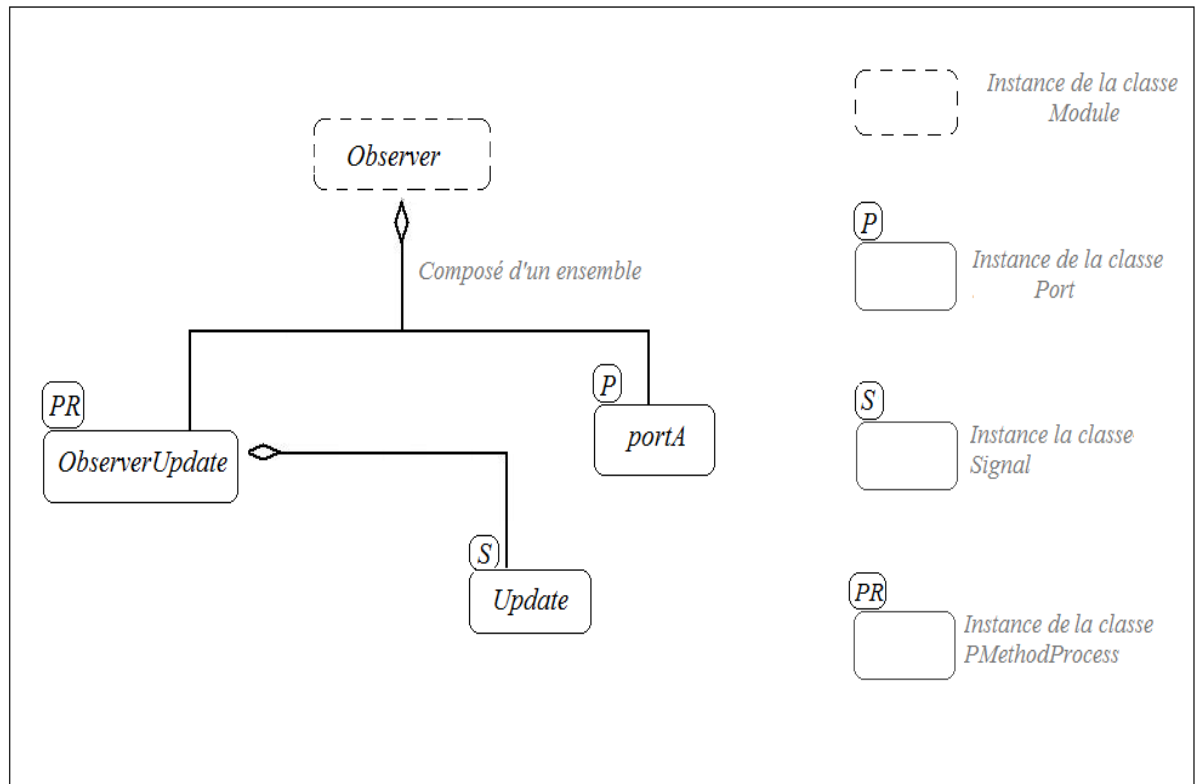 Observer
Composé d'un ensemble
PR
ObserverUpdate
P
portA
S
Update
Instance de la classe
Module
P
Instance de la classe
Port
S
Instance la classe
Signal
PR
Instance de la classe
PMethodProcess